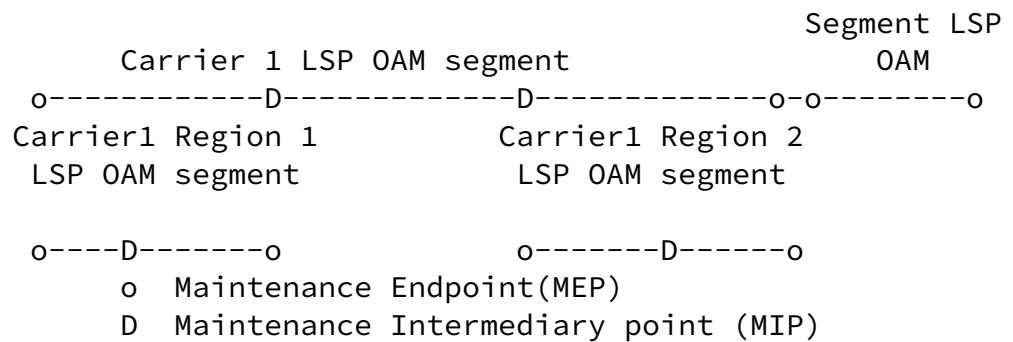 Segment LSP
      Carrier 1 LSP OAM segment                 OAM
 o------------D-------------D-------------o-o--------o
Carrier1 Region 1          Carrier1 Region 2
 LSP OAM segment            LSP OAM segment
 o----D-------o             o-------D------o
      o  Maintenance Endpoint(MEP)
      D  Maintenance Intermediary point (MIP)